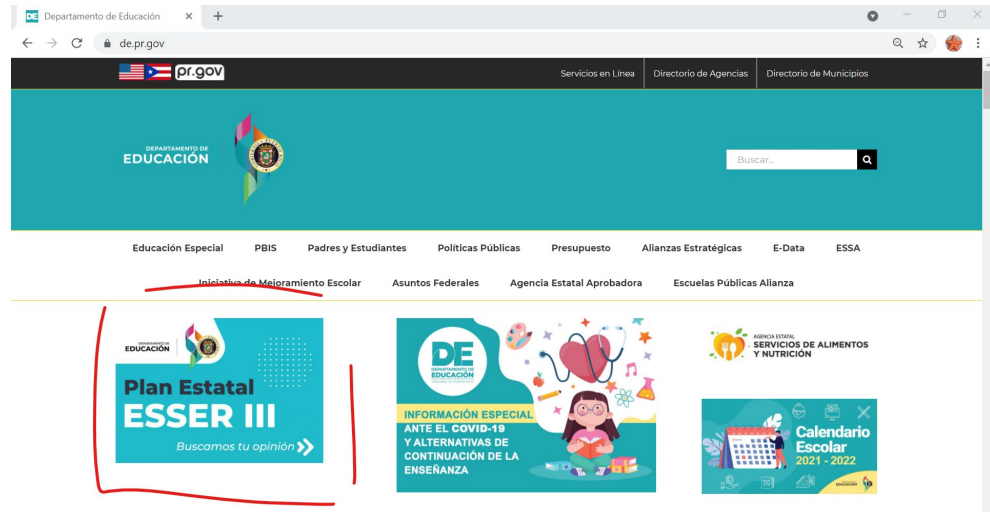 Departamento de Educación
de.pr.gov
pr.gov
Servicios en Línea
Directorio de Agencias
Directorio de Municipios
DEPARTAMENTO DE
EDUCACIÓN
Buscar...
Educación Especial
PBIS
Padres y Estudiantes
Políticas Públicas
Presupuesto
Alianzas Estratégicas
E-Data
ESSA
Iniciativa de Mejoramiento Escolar
Asuntos Federales
Agencia Estatal Aprobadora
Escuelas Públicas Alianza
DEPARTAMENTO DE
EDUCACIÓN
Plan Estatal
ESSER III
Buscamos tu opinión
DE
DEPARTAMENTO DE
EDUCACIÓN
INFORMACIÓN ESPECIAL
ANTE EL COVID-19
Y ALTERNATIVAS DE
CONTINUACIÓN DE LA
ENSEÑANZA
AGENCIA ESTATAL
SERVICIOS DE ALIMENTOS
Y NUTRICIÓN
Calendario
Escolar
2021 - 2022
EDUCACIÓN